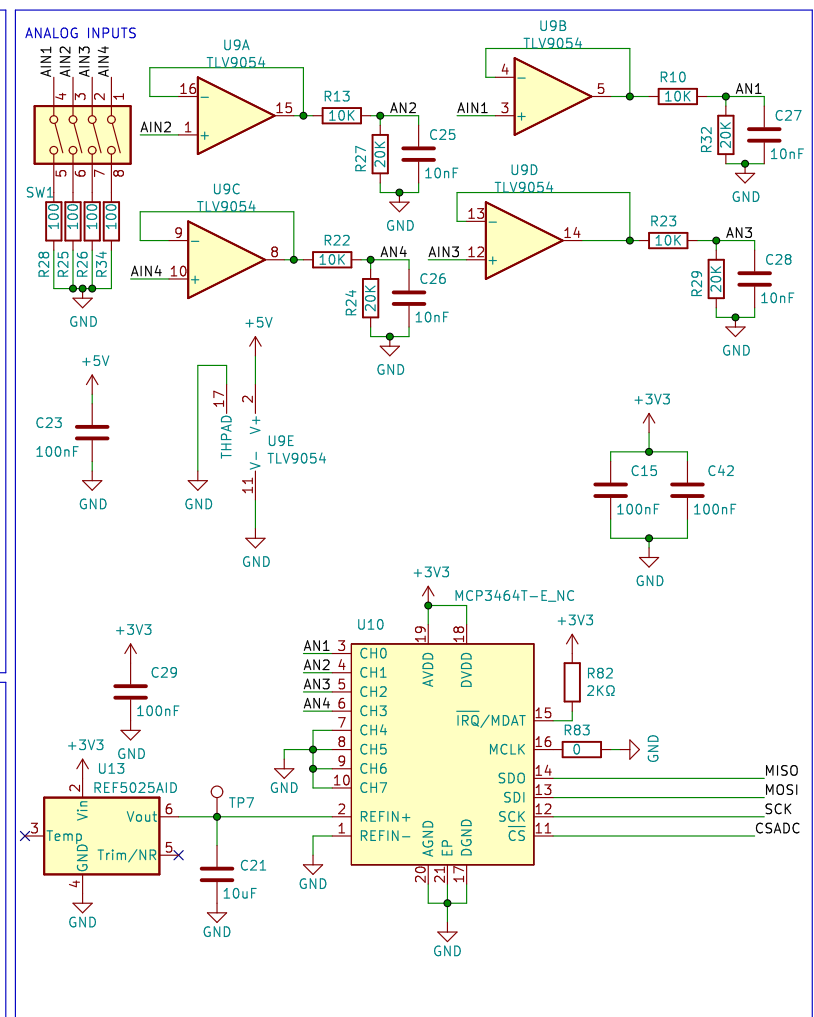 ANALOG INPUTS
AIN1
AIN2
AIN3
AIN4
4
3
2
1
5
6
7
8
SW1
100
100
100
100
R28
R25
R26
R34
GND
U9A
TLV9054
16
15
1
AIN2
R13
10K
AN2
R27
20K
C25
10nF
GND
U9B
TLV9054
4
5
3
AIN1
R10
10K
AN1
R32
20K
C27
10nF
GND
U9C
TLV9054
9
8
10
AIN4
R22
10K
AN4
R24
20K
C26
10nF
GND
U9D
TLV9054
13
14
12
AIN3
R23
10K
AN3
R29
20K
C28
10nF
GND
+5V
C23
100nF
GND
+5V
17
THPAD
GND
2
V+
U9E
TLV9054
V-
11
GND
+3V3
C15
100nF
C42
100nF
GND
+3V3
C29
100nF
GND
+3V3
U13
REF5025AID
2
Vin
Vout
6
3
Temp
Trim/NR
5
GND
4
GND
TP7
C21
10uF
GND
+3V3
MCP3464T-E_NC
U10
19
18
AVDD
DVDD
AN1
3
CH0
AN2
4
CH1
AN3
5
CH2
AN4
6
CH3
7
CH4
8
CH5
9
CH6
10
CH7
GND
2
REFIN+
1
REFIN-
GND
+3V3
R82
2KΩ
IRQ/MDAT
15
MCLK
16
R83
0
GND
SDO
14
MISO
SDI
13
MOSI
SCK
12
SCK
CS
11
CSADC
AGND
EP
DGND
20
21
17
GND